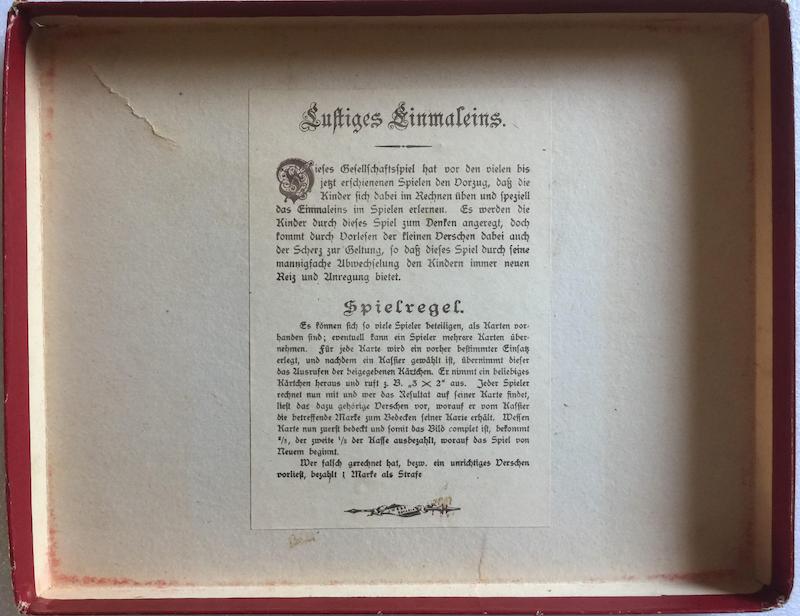 Lustiges Einmaleins.
Dieses Gesellschaftsspiel hat vor den vielen bis
jetzt erschienenen Spielen den Vorzug, daß die
Kinder sich dabei im Rechnen üben und speziell
das Einmaleins im Spielen erlernen. Es werden die
Kinder durch dieses Spiel zum Denken angeregt, doch
kommt durch Vorlesen der kleinen Verschen dabei auch
der Scherz zur Geltung, so daß dieses Spiel durch seine
mannigfache Abwechselung den Kindern immer neuen
Reiz und Anregung bietet.
Spielregel.
Es können sich so viele Spieler beteiligen, als Karten vor-
handen sind; eventuell kann ein Spieler mehrere Karten über-
nehmen. Für jede Karte wird ein vorher bestimmter Einsatz
erlegt, und nachdem ein Kassier gewählt ist, übernimmt dieser
das Ausrufen der beigegebenen Kärtchen. Er nimmt ein beliebiges
Kärtchen heraus und ruft z. B. „3 × 2“ aus. Jeder Spieler
rechnet nun mit und wer das Resultat auf seiner Karte findet,
liest das dazu gehörige Verschen vor, worauf er vom Kassier
die betreffende Marke zum Bedecken seiner Karte erhält. Wessen
Karte nun zuerst bedeckt und somit das Bild complet ist, bekommt
²/₃, der zweite ¹/₃ der Kasse ausbezahlt, worauf das Spiel von
Neuem beginnt.
Wer falsch gerechnet hat, bezw. ein unrichtiges Verschen
vorliest, bezahlt 1 Marke als Strafe